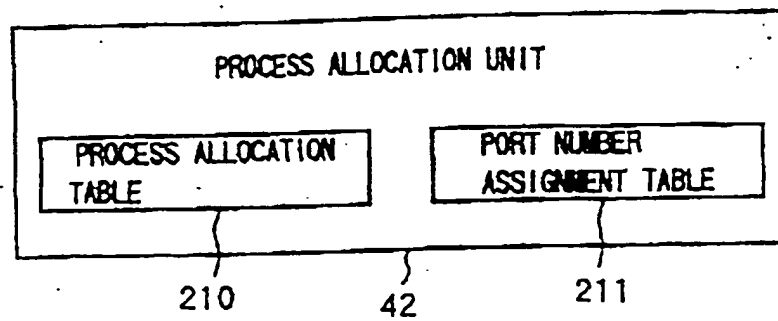 PROCESS ALLOCATION UNIT
PROCESS ALLOCATION
TABLE
PORT NUMBER
ASSIGNMENT TABLE
210
42
211